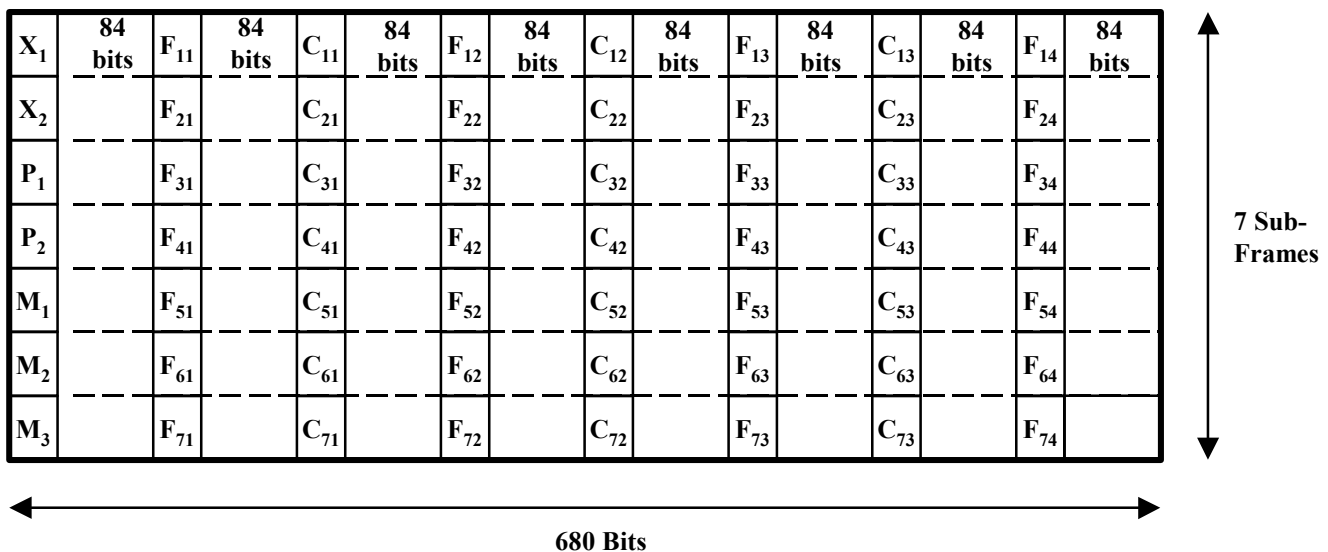 X1 84 bits F11 84 bits C11 84 bits F12 84 bits C12 84 bits F13 84 bits C13 84 bits F14 84 bits
X2 F21 C21 F22 C22 F23 C23 F24
P1 F31 C31 F32 C32 F33 C33 F34
P2 F41 C41 F42 C42 F43 C43 F44
M1 F51 C51 F52 C52 F53 C53 F54
M2 F61 C61 F62 C62 F63 C63 F64
M3 F71 C71 F72 C72 F73 C73 F74
7 Sub-
Frames
680 Bits